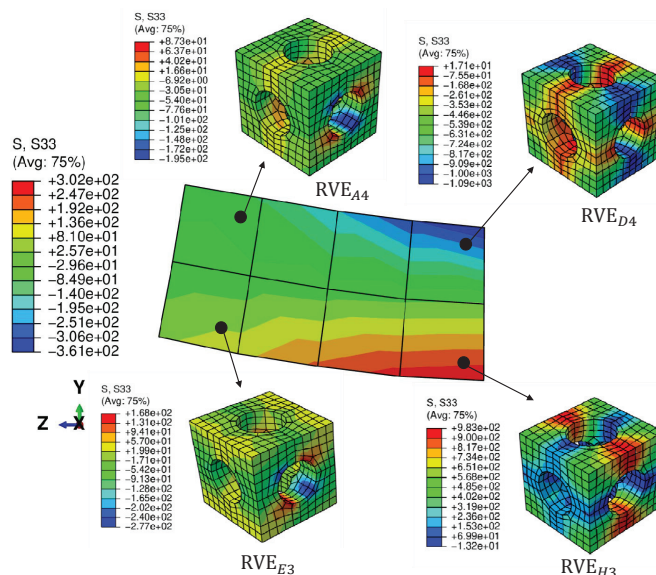 S, S33
(Avg: 75%)
+8.73e+01
+6.37e+01
+4.02e+01
+1.66e+01
-6.92e+00
-3.05e+01
-5.40e+01
-7.76e+01
-1.01e+02
-1.25e+02
-1.48e+02
-1.72e+02
-1.95e+02
RVE_A4
S, S33
(Avg: 75%)
+1.71e+01
-7.55e+01
-1.68e+02
-2.61e+02
-3.53e+02
-4.46e+02
-5.39e+02
-6.31e+02
-7.24e+02
-8.17e+02
-9.09e+02
-1.00e+03
-1.09e+03
RVE_D4
S, S33
(Avg: 75%)
+3.02e+02
+2.47e+02
+1.92e+02
+1.36e+02
+8.10e+01
+2.57e+01
-2.96e+01
-8.49e+01
-1.40e+02
-1.95e+02
-2.51e+02
-3.06e+02
-3.61e+02
Y
Z X
S, S33
(Avg: 75%)
+1.68e+02
+1.31e+02
+9.41e+01
+5.70e+01
+1.99e+01
-1.71e+01
-5.42e+01
-9.13e+01
-1.28e+02
-1.65e+02
-2.02e+02
-2.40e+02
-2.77e+02
RVE_E3
S, S33
(Avg: 75%)
+9.83e+02
+9.00e+02
+8.17e+02
+7.34e+02
+6.51e+02
+5.68e+02
+4.85e+02
+4.02e+02
+3.19e+02
+2.36e+02
+1.53e+02
+6.99e+01
-1.32e+01
RVE_H3